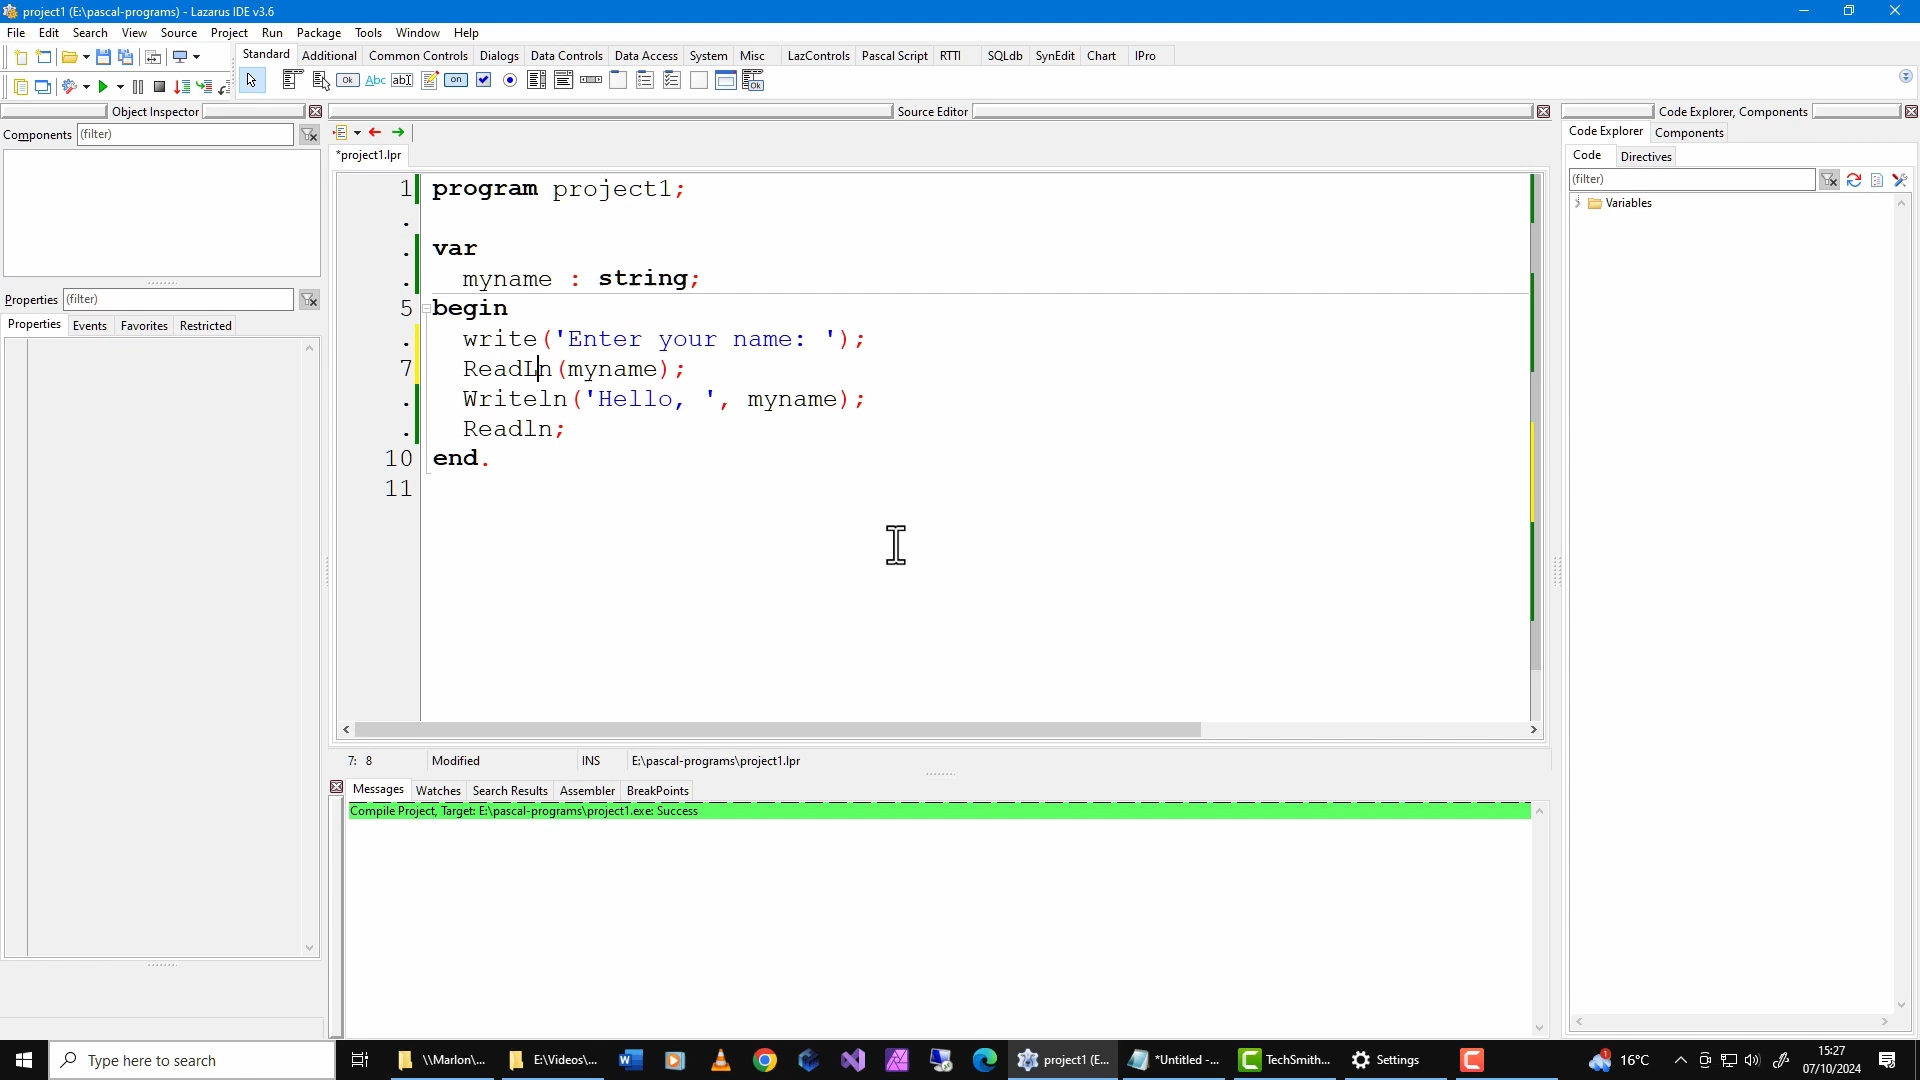 project1 (E:\pascal-programs) - Lazarus IDE v3.6
File Edit Search View Source Project Run Package Tools Window Help
Standard Additional Common Controls Dialogs Data Controls Data Access System Misc LazControls Pascal Script RTTI SQLdb SynEdit Chart IPro
Ok Abc ab on Ok
Object Inspector
Source Editor
Code Explorer, Components
Components (filter)
Code Explorer Components
*project1.lpr
Code Directives
(filter)
Variables
1 program project1;
.
. var
. myname : string;
5 begin
. write('Enter your name: ');
7 ReadLn(myname);
. Writeln('Hello, ', myname);
. Readln;
10 end.
11
Properties (filter)
Properties Events Favorites Restricted
7: 8 Modified INS E:\pascal-programs\project1.lpr
Messages Watches Search Results Assembler BreakPoints
Compile Project, Target: E:\pascal-programs\project1.exe: Success
Type here to search
\\Marlon\... E:\Videos\... project1 (E... *Untitled -... TechSmith... Settings
16°C
15:27
07/10/2024